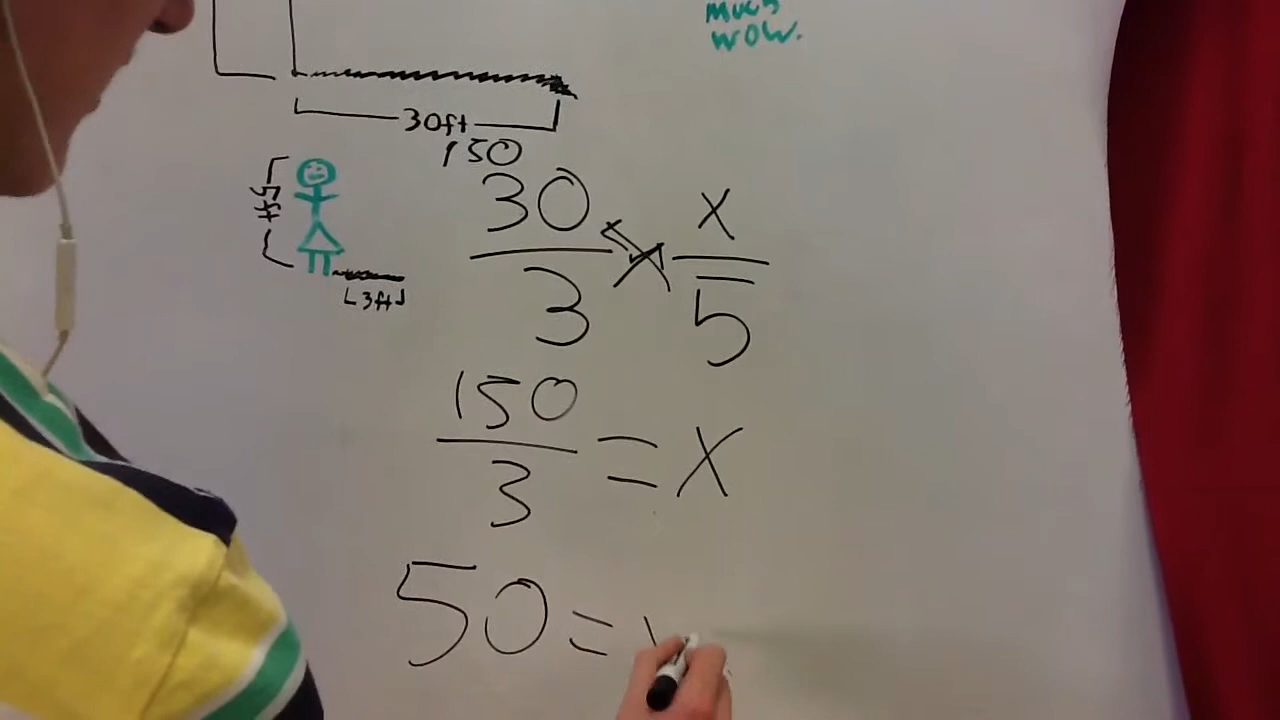 MUCH
WOW.
30ft
150
5ft
3ft
30/3 x/5
150/3 = x
50 =